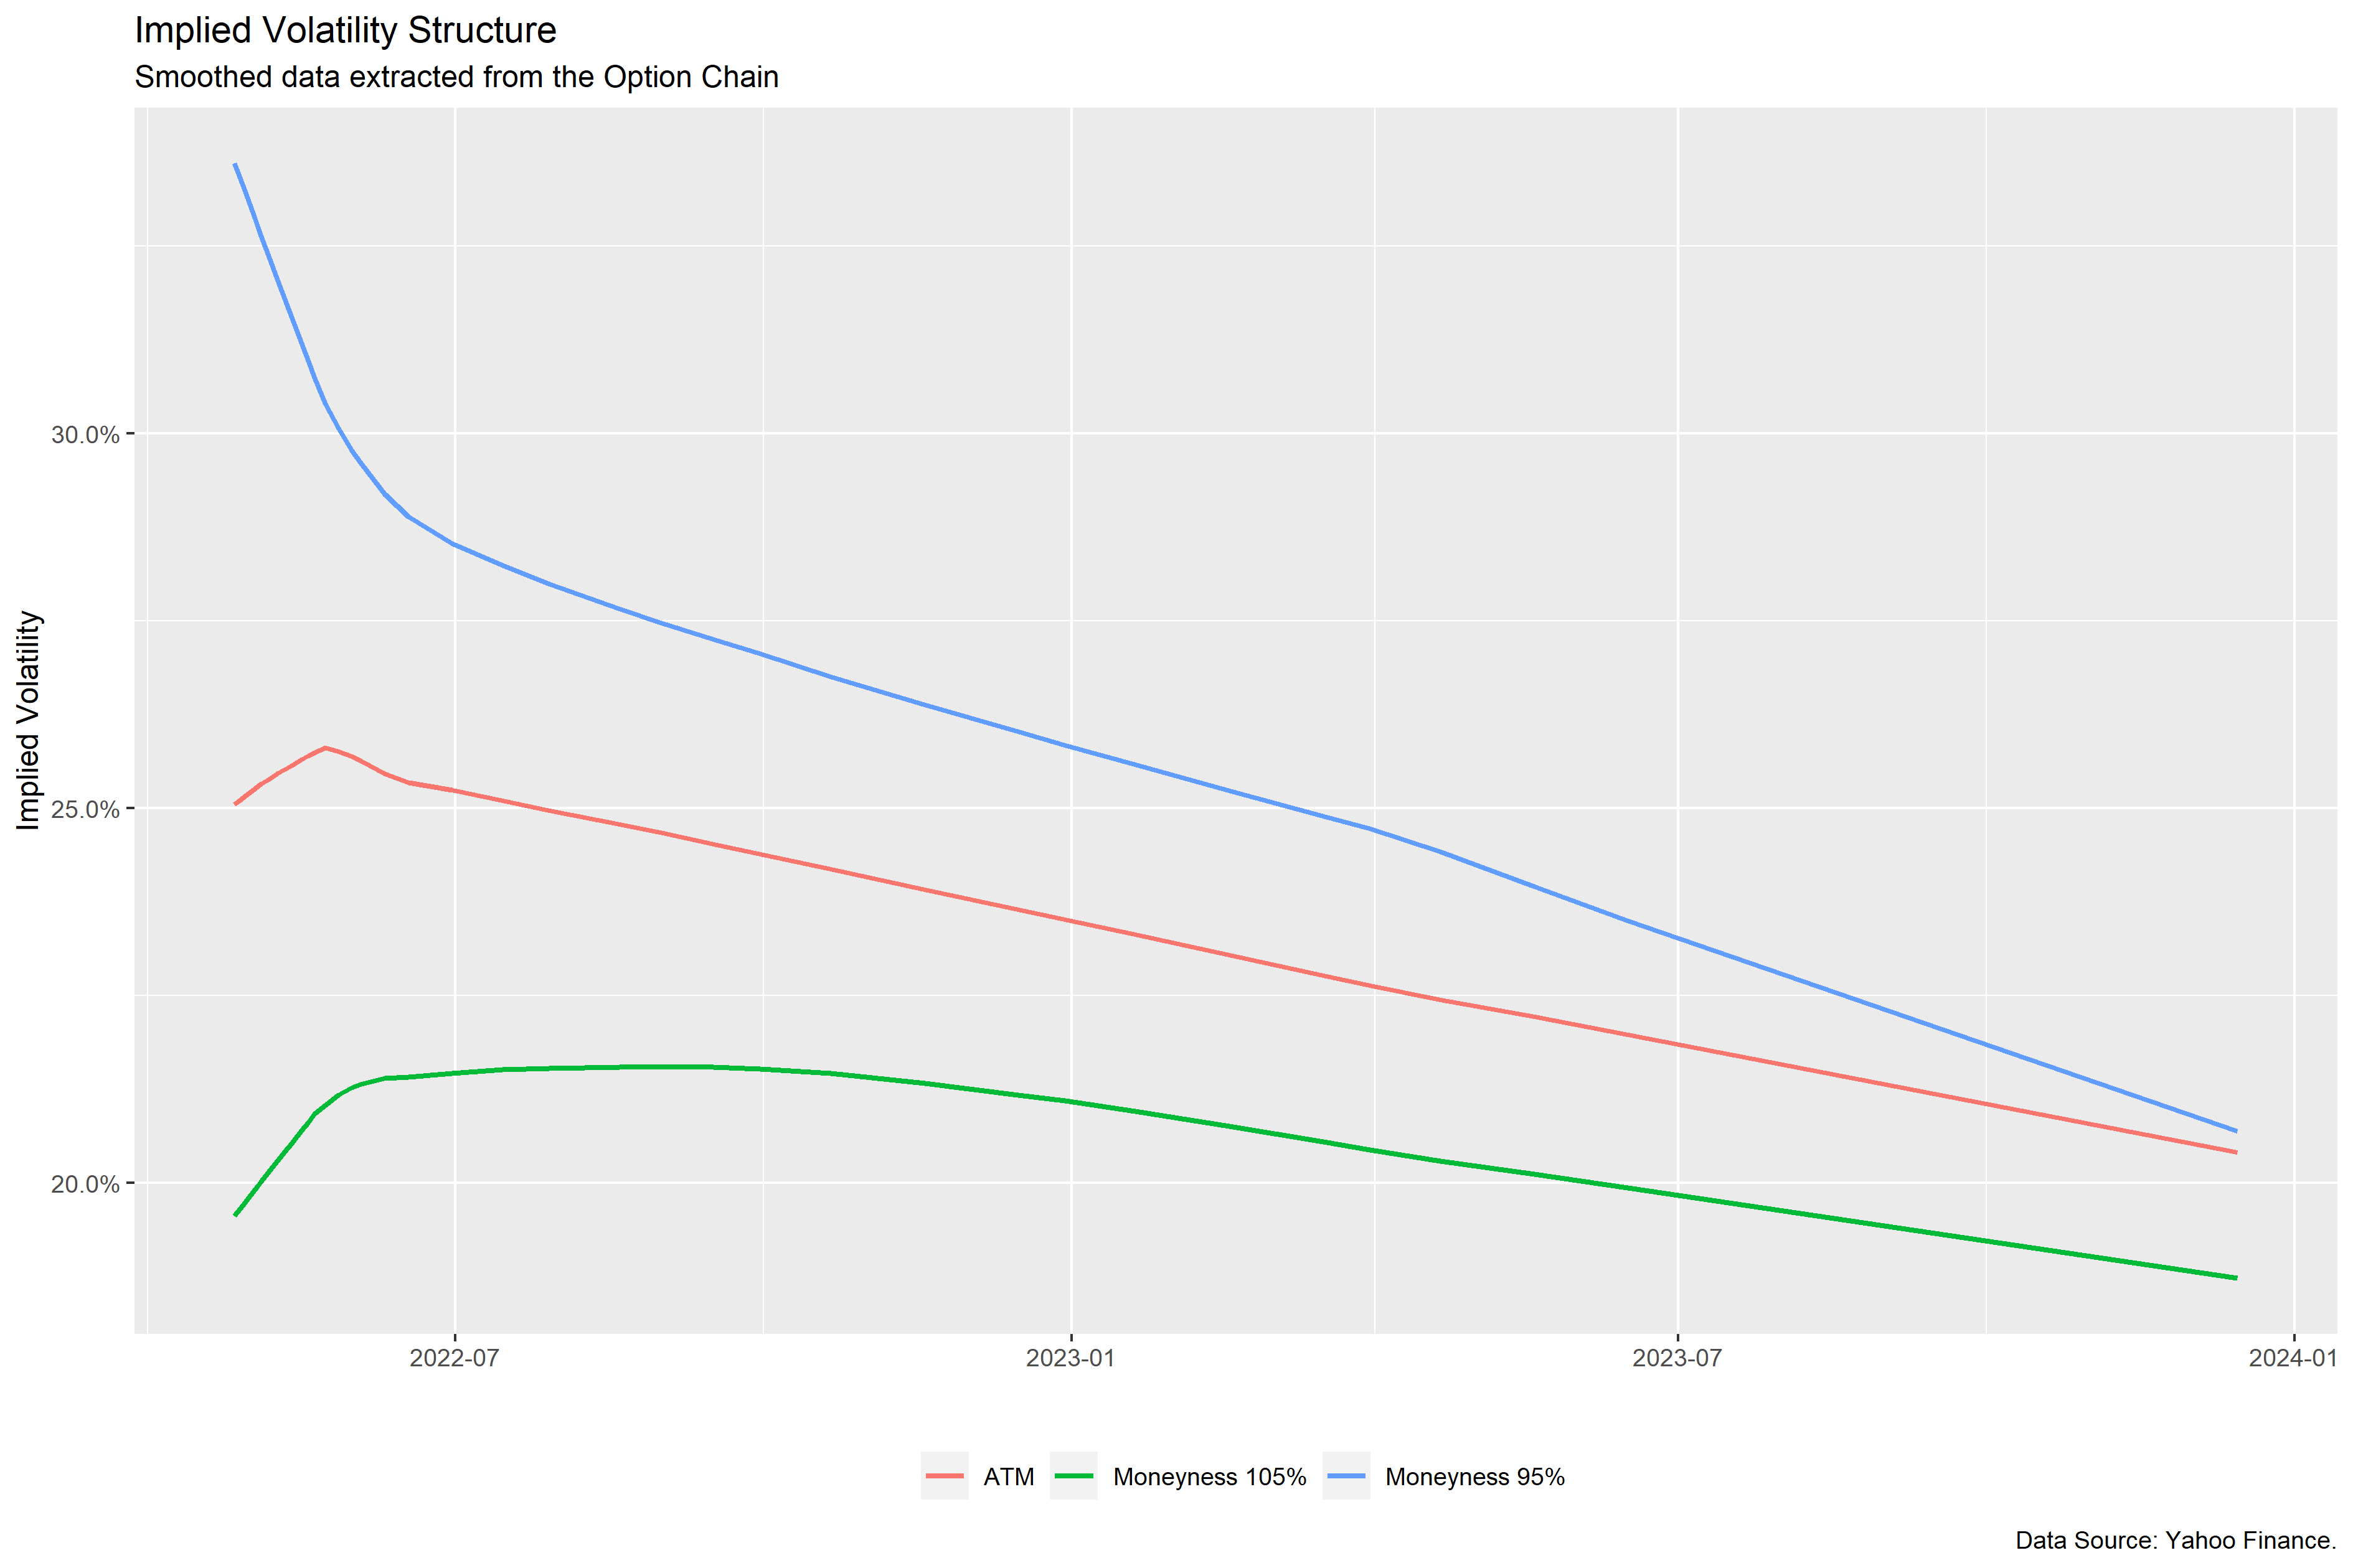 Implied Volatility Structure
Smoothed data extracted from the Option Chain
Implied Volatility
30.0%
25.0%
20.0%
2022-07
2023-01
2023-07
2024-01
ATM
Moneyness 105%
Moneyness 95%
Data Source: Yahoo Finance.